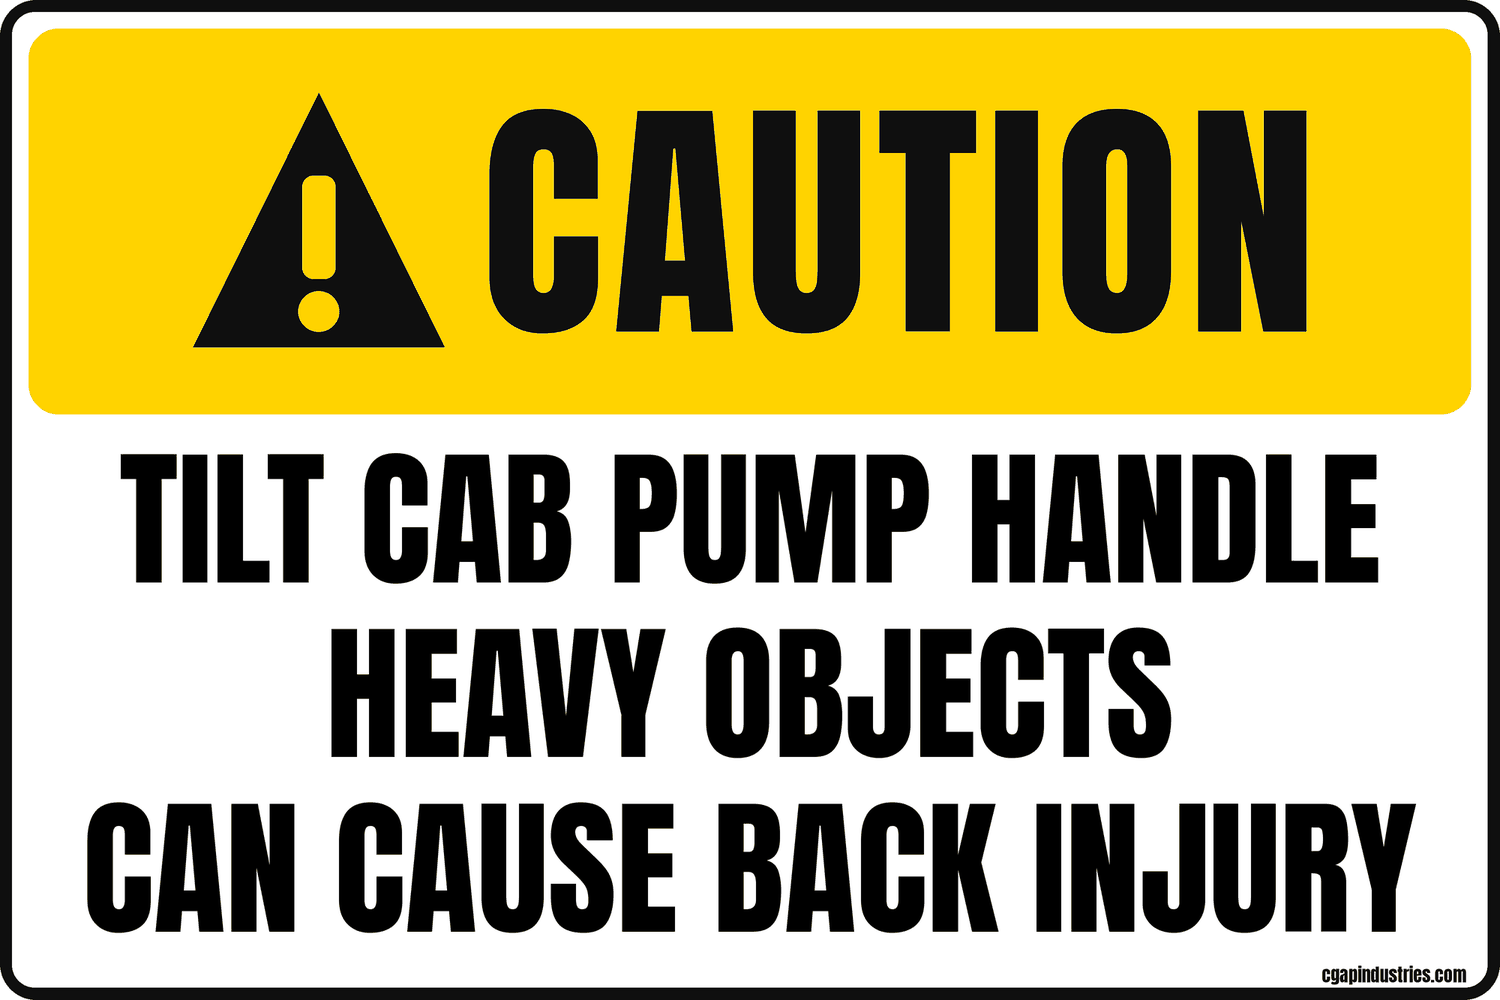 CAUTION
TILT CAB PUMP HANDLE
HEAVY OBJECTS
CAN CAUSE BACK INJURY
cgapindustries.com